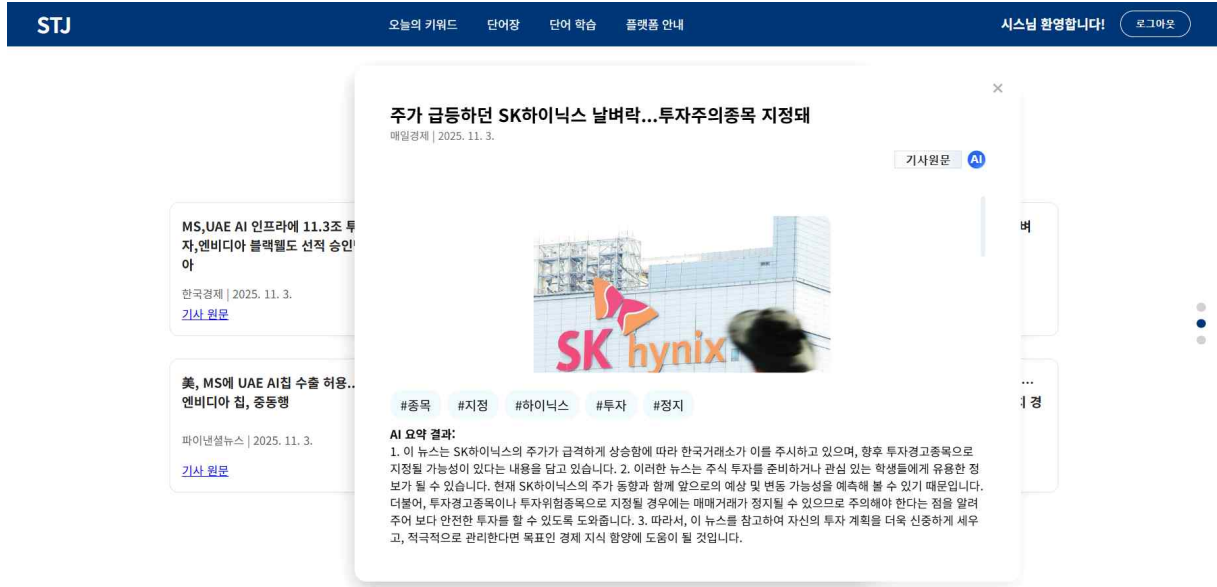 STJ
오늘의 키워드 단어장 단어 학습 플랫폼 안내
시스님 환영합니다! 로그아웃
×
주가 급등하던 SK하이닉스 날벼락...투자주의종목 지정돼
매일경제 | 2025. 11. 3.
기사원문 AI
MS,UAE AI 인프라에 11.3조 투
자,엔비디아 블랙웰도 선적 승인
아
한국경제 | 2025. 11. 3.
기사 원문
벼
SK hynix
美, MS에 UAE AI칩 수출 허용..
엔비디아 칩, 중동행
파이낸셜뉴스 | 2025. 11. 3.
기사 원문
...
경
#종목 #지정 #하이닉스 #투자 #정지
AI 요약 결과:
1. 이 뉴스는 SK하이닉스의 주가가 급격하게 상승함에 따라 한국거래소가 이를 주시하고 있으며, 향후 투자경고종목으로
지정될 가능성이 있다는 내용을 담고 있습니다. 2. 이러한 뉴스는 주식 투자를 준비하거나 관심 있는 학생들에게 유용한 정
보가 될 수 있습니다. 현재 SK하이닉스의 주가 동향과 함께 앞으로의 예상 및 변동 가능성을 예측해 볼 수 있기 때문입니다.
더불어, 투자경고종목이나 투자위험종목으로 지정될 경우에는 매매거래가 정지될 수 있으므로 주의해야 한다는 점을 알려
주어 보다 안전한 투자를 할 수 있도록 도와줍니다. 3. 따라서, 이 뉴스를 참고하여 자신의 투자 계획을 더욱 신중하게 세우
고, 적극적으로 관리한다면 목표인 경제 지식 함양에 도움이 될 것입니다.